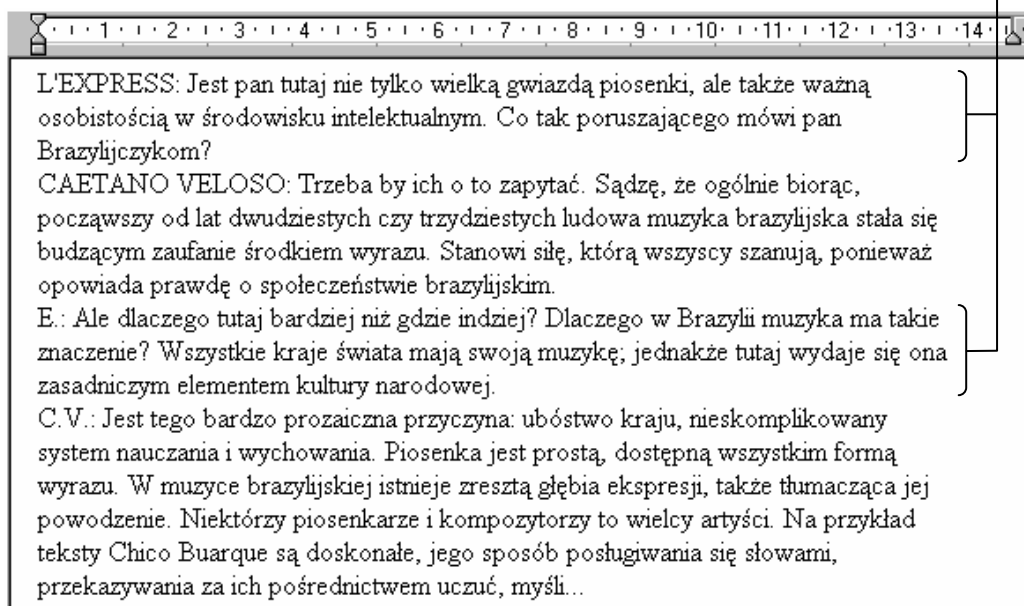 1 2 3 4 5 6 7 8 9 10 11 12 13 14
L'EXPRESS: Jest pan tutaj nie tylko wielką gwiazdą piosenki, ale także ważną
osobistością w środowisku intelektualnym. Co tak poruszającego mówi pan
Brazylijczykom?
CAETANO VELOSO: Trzeba by ich o to zapytać. Sądzę, że ogólnie biorąc,
począwszy od lat dwudziestych czy trzydziestych ludowa muzyka brazylijska stała się
budzącym zaufanie środkiem wyrazu. Stanowi siłę, którą wszyscy szanują, ponieważ
opowiada prawdę o społeczeństwie brazylijskim.
E.: Ale dlaczego tutaj bardziej niż gdzie indziej? Dlaczego w Brazylii muzyka ma takie
znaczenie? Wszystkie kraje świata mają swoją muzykę; jednakże tutaj wydaje się ona
zasadniczym elementem kultury narodowej.
C.V.: Jest tego bardzo prozaiczna przyczyna: ubóstwo kraju, nieskomplikowany
system nauczania i wychowania. Piosenka jest prostą, dostępną wszystkim formą
wyrazu. W muzyce brazylijskiej istnieje zresztą głębia ekspresji, także tłumacząca jej
powodzenie. Niektórzy piosenkarze i kompozytorzy to wielcy artyści. Na przykład
teksty Chico Buarque są doskonałe, jego sposób posługiwania się słowami,
przekazywania za ich pośrednictwem uczuć, myśli...